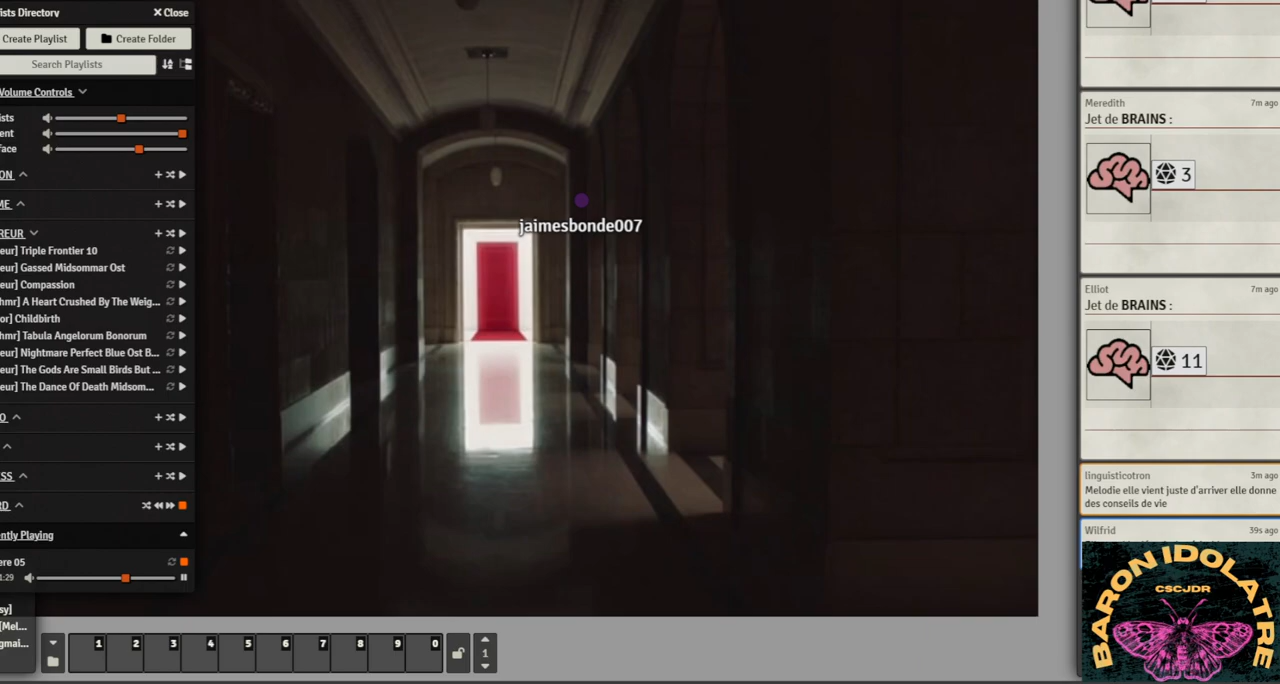 ists Directory
Close
Create Playlist
Create Folder
Search Playlists
Volume Controls
ists
ent
face
ON
ME
REUR
eur] Triple Frontier 10
eur] Gassed Midsommar Ost
eur] Compassion
hmr] A Heart Crushed By The Weig...
or] Childbirth
hmr] Tabula Angelorum Bonorum
eur] Nightmare Perfect Blue Ost B...
eur] The Gods Are Small Birds But ...
eur] The Dance Of Death Midsom...
O
SS
RD
ently Playing
ere 05
1:29
sy]
[Mel...
gmai...
jaimesbonde007
1 2 3 4 5 6 7 8 9 0
1
Meredith 7m ago
Jet de BRAINS :
3
Elliot 7m ago
Jet de BRAINS :
11
linguisticotron 3m ago
Melodie elle vient juste d'arriver elle donne
des conseils de vie
Wilfrid 39s ago
BARON IDOLATRE
CSCJDR